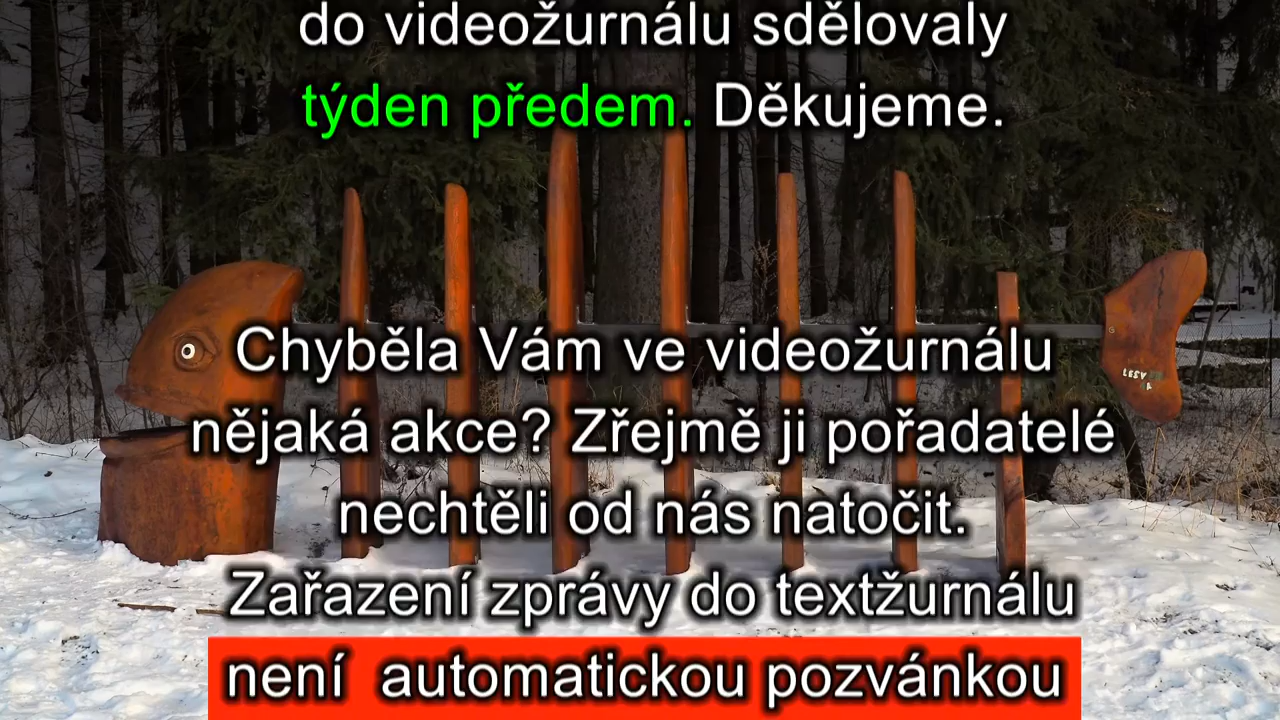 do videožurnálu sdělovaly
týden předem. Děkujeme.
Chyběla Vám ve videožurnálu
nějaká akce? Zřejmě ji pořadatelé
nechtěli od nás natočit.
Zařazení zprávy do textžurnálu
není  automatickou pozvánkou